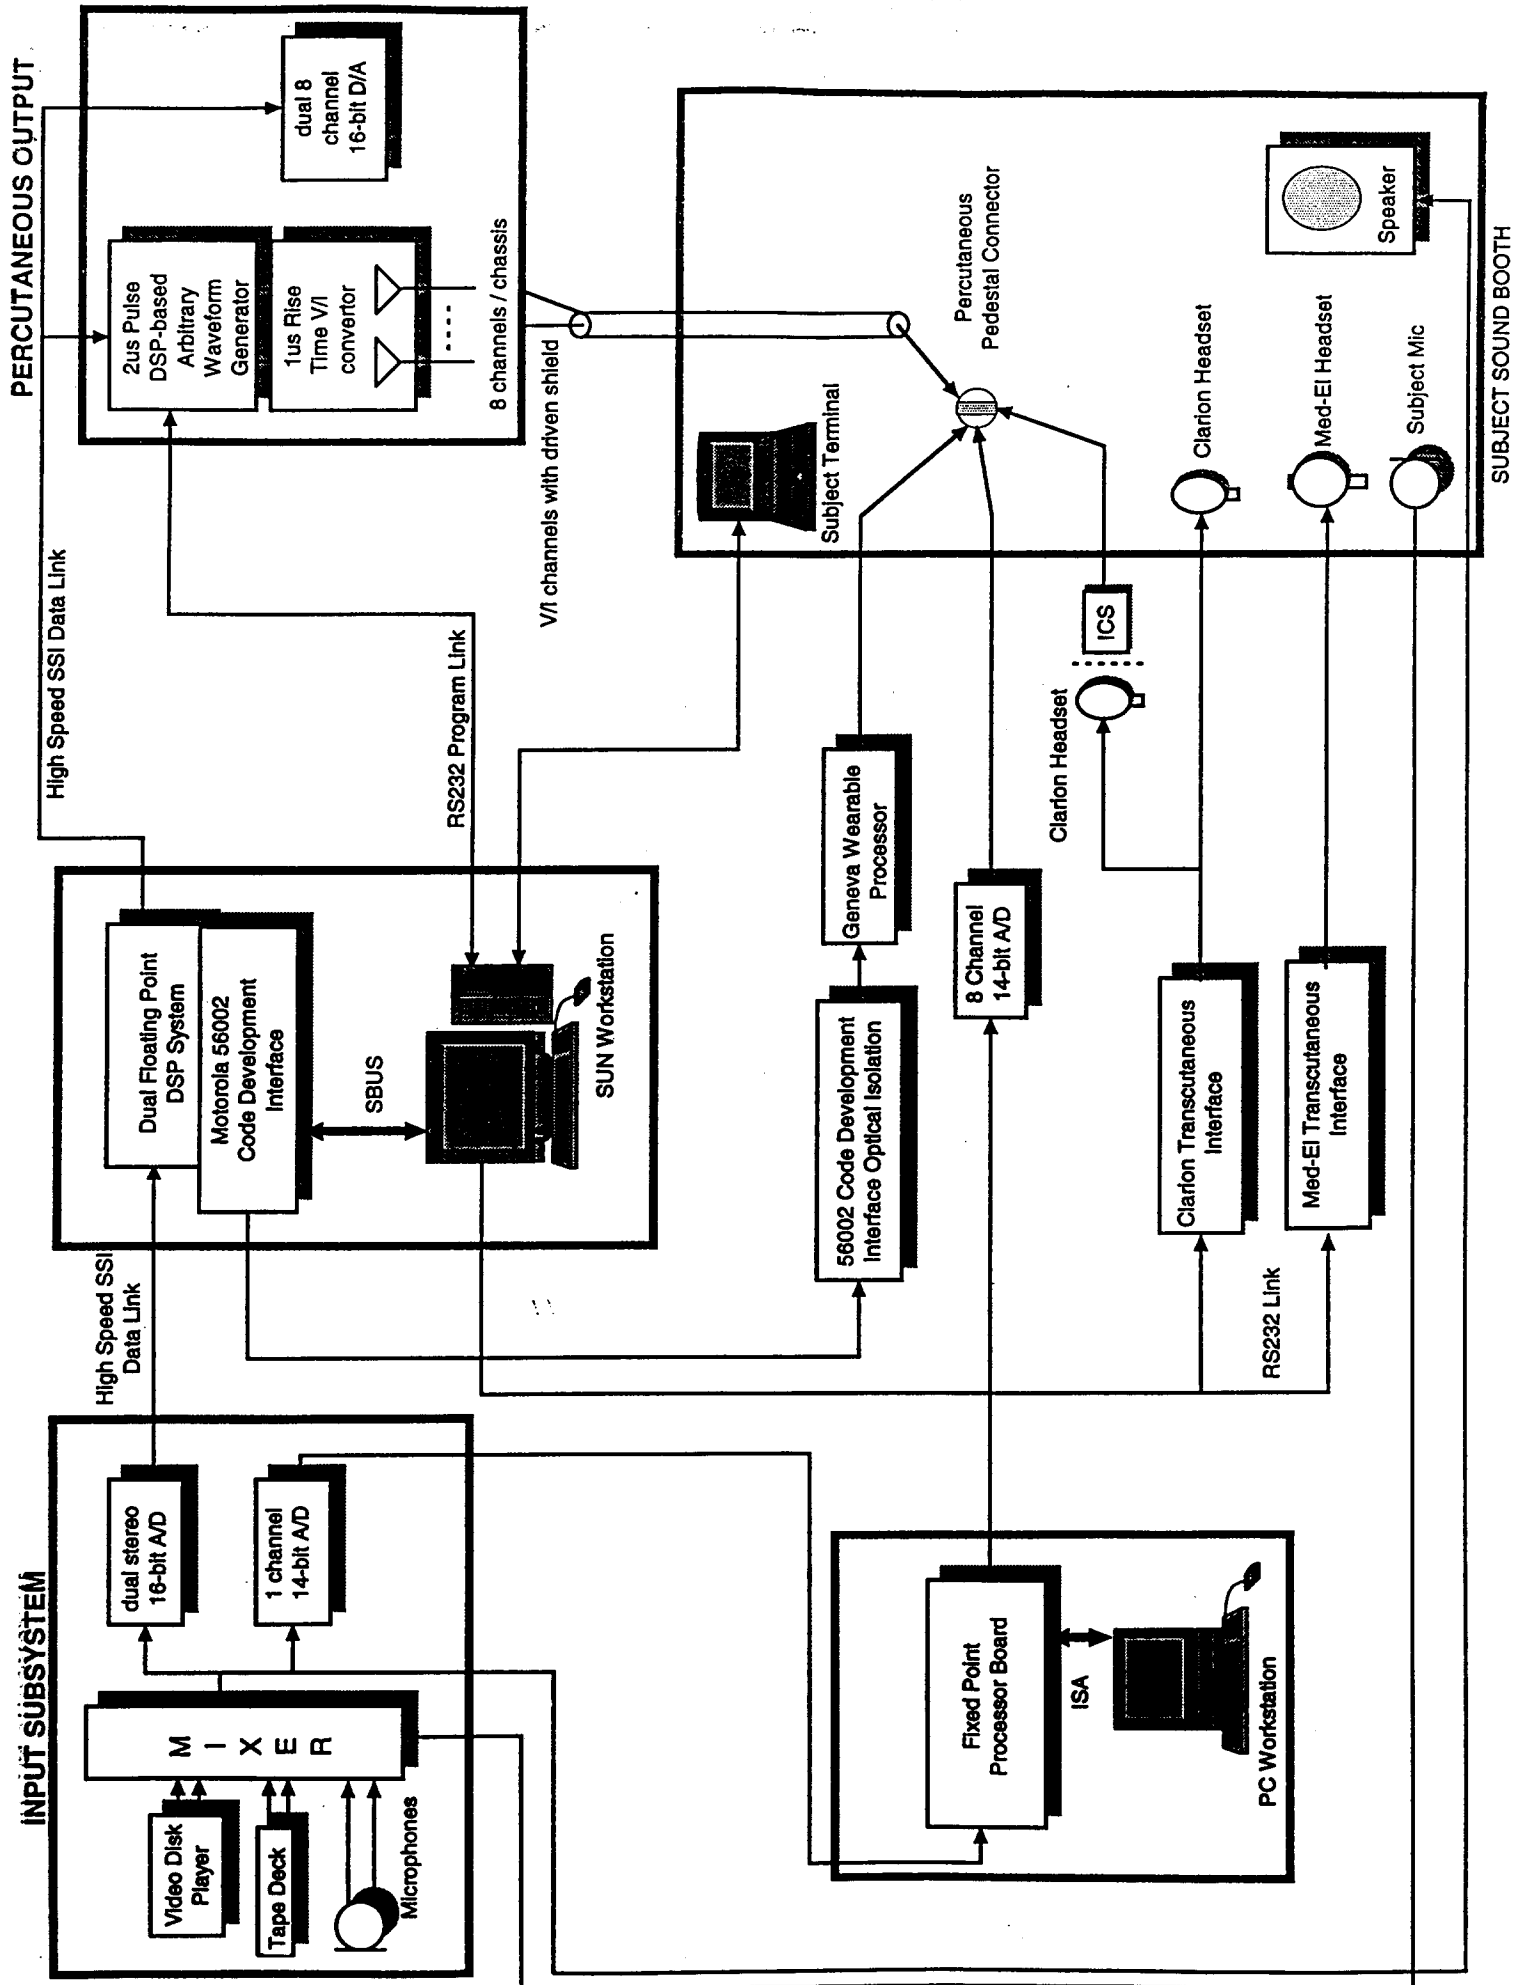 INPUT SUBSYSTEM
Video Disk
Player
Tape Deck
Microphones
M
I
X
E
R
dual stereo
16-bit A/D
1 channel
14-bit A/D
High Speed SSI
Data Link
Dual Floating Point
DSP System
Motorola 56002
Code Development
Interface
SBUS
SUN Workstation
High Speed SSI Data Link
RS232 Program Link
PERCUTANEOUS OUTPUT
2us Pulse
DSP-based
Arbitrary
Waveform
Generator
1us Rise
Time V/I
convertor
dual 8
channel
16-bit D/A
8 channels / chassis
V/I channels with driven shield
Fixed Point
Processor Board
ISA
PC Workstation
56002 Code Development
Interface Optical Isolation
Geneva Wearable
Processor
8 Channel
14-bit A/D
Clarion Transcutaneous
Interface
Med-El Transcutaneous
Interface
RS232 Link
Clarion Headset
ICS
Subject Terminal
Percutaneous
Pedestal Connector
Clarion Headset
Med-El Headset
Subject Mic
Speaker
SUBJECT SOUND BOOTH